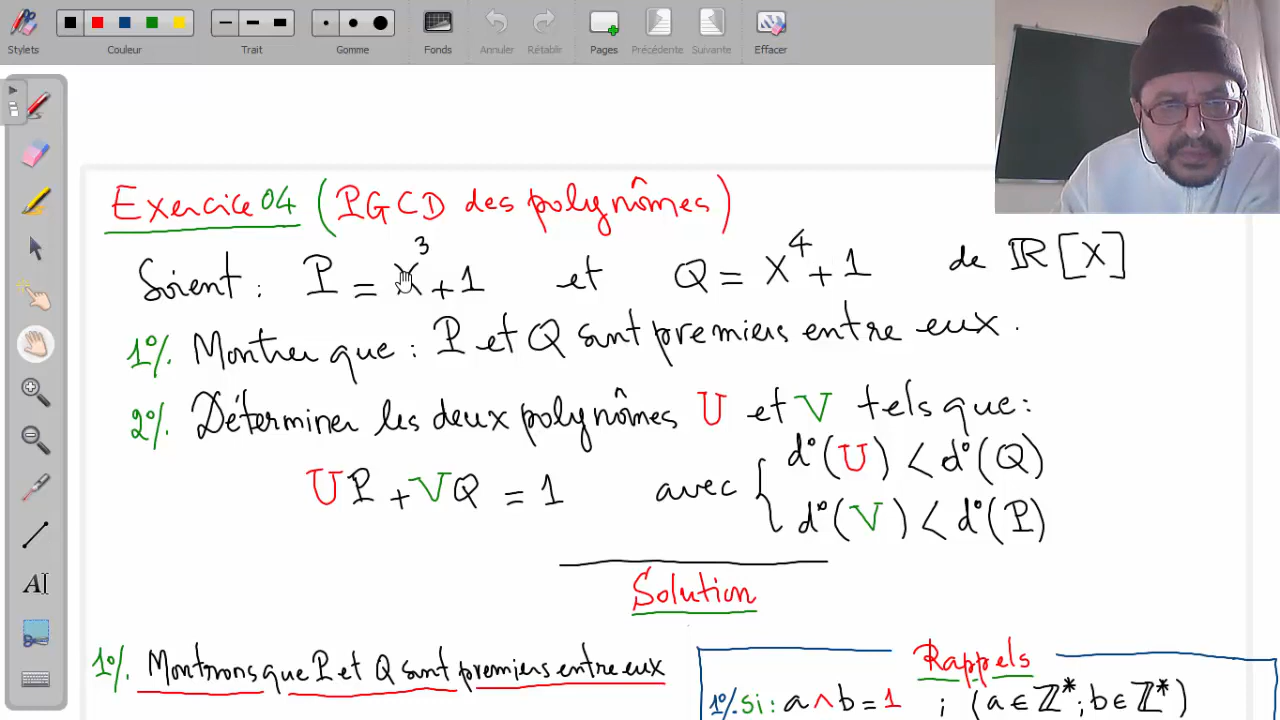 Stylets Couleur Trait Gomme Fonds Annuler Rétablir Pages Précédente Suivante Effacer
Exercice 04 (PGCD des polynômes)
Soient : P = X³ + 1 et Q = X⁴ + 1 de ℝ[X]
1°/. Montrer que : P et Q sont premiers entre eux .
2°/. Déterminer les deux polynômes U et V tels que :
UP + VQ = 1 avec { d°(U) < d°(Q)
d°(V) < d°(P)
Solution
1°/. Montrons que P et Q sont premiers entre eux
Rappels
1°/. si : a ∧ b = 1 ; (a ∈ ℤ* ; b ∈ ℤ*)